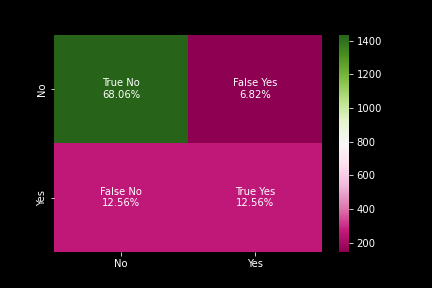 No
True No
68.06%
False Yes
6.82%
Yes
False No
12.56%
True Yes
12.56%
No
Yes
1400
1200
1000
800
600
400
200